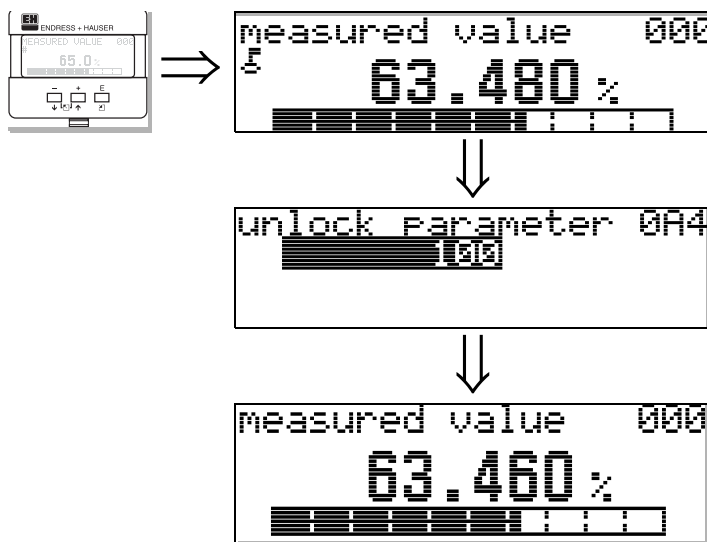 EH ENDRESS + HAUSER
MEASURED VALUE 000
#
65.0 %
− + E
measured value 000
63.480 %
unlock parameter 0A4
100
measured value 000
63.460 %